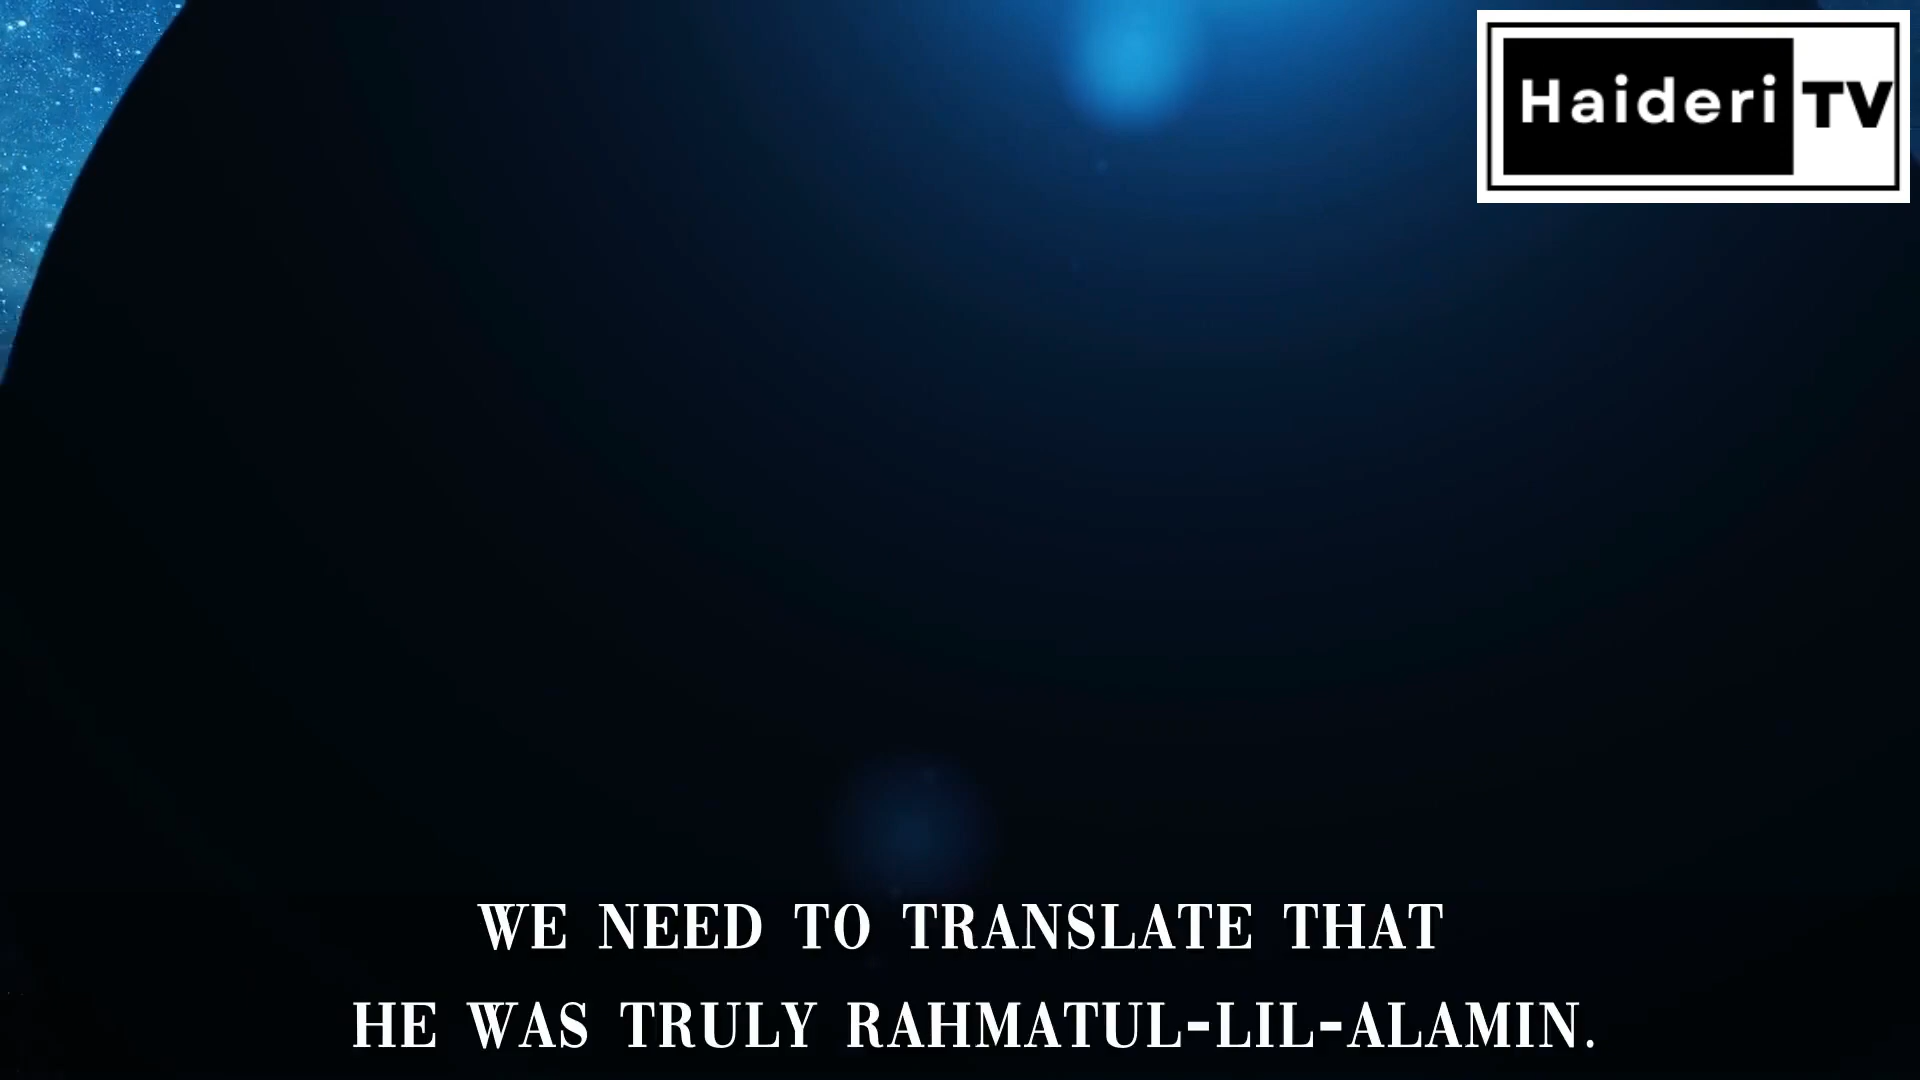 Haideri TV
WE NEED TO TRANSLATE THAT
HE WAS TRULY RAHMATUL-LIL-ALAMIN.